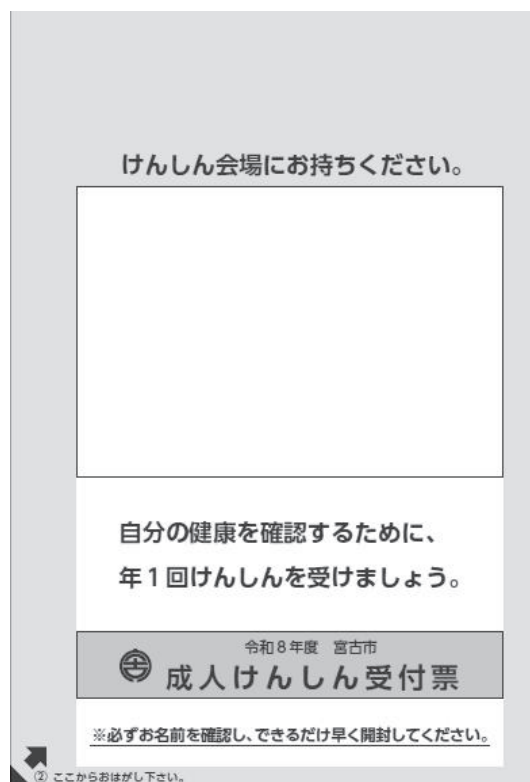 けんしん会場にお持ちください。
自分の健康を確認するために、
年1回けんしんを受けましょう。
令和8年度 宮古市
成人けんしん受付票
※必ずお名前を確認し、できるだけ早く開封してください。
② ここからおはがし下さい。